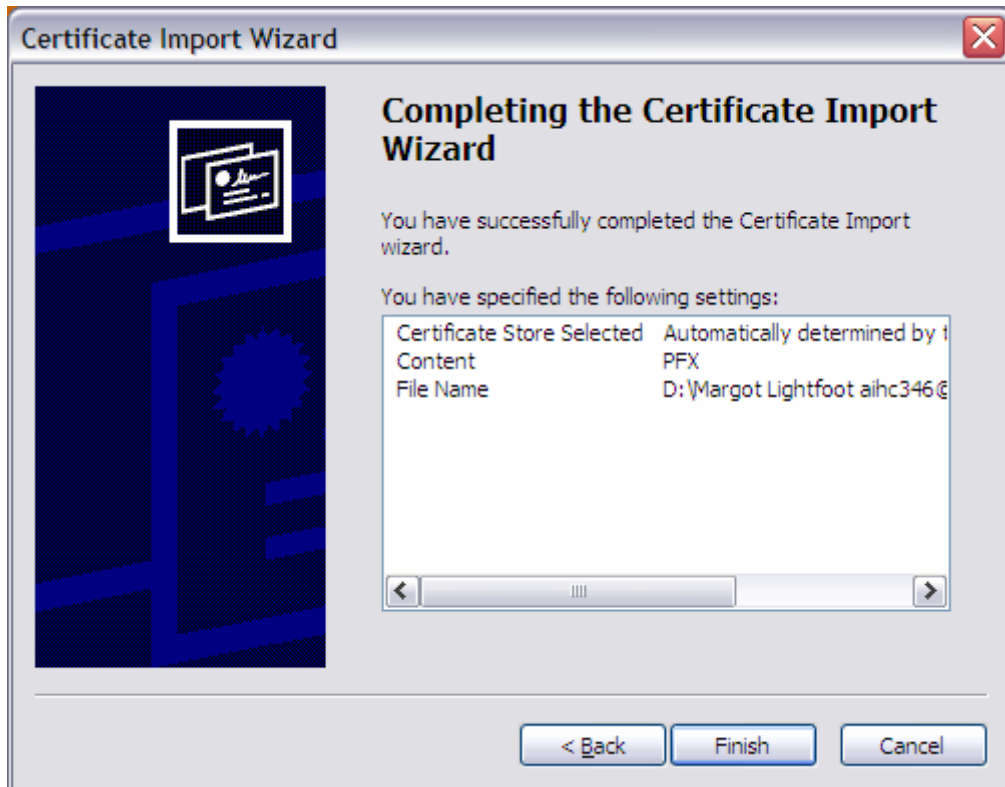 Certificate Import Wizard
Completing the Certificate Import
Wizard
You have successfully completed the Certificate Import
wizard.
You have specified the following settings:
Certificate Store Selected Automatically determined by t
Content PFX
File Name D:\Margot Lightfoot aihc346@
< Back Finish Cancel